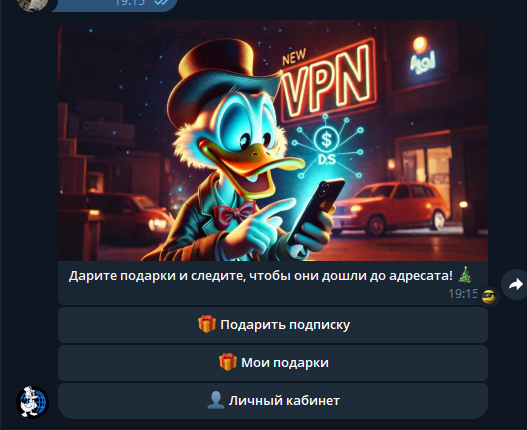 19:15
NEW
VPN
$
D.S
Дарите подарки и следите, чтобы они дошли до адресата! 🎄
19:15
🎁 Подарить подписку
🎁 Мои подарки
👤 Личный кабинет